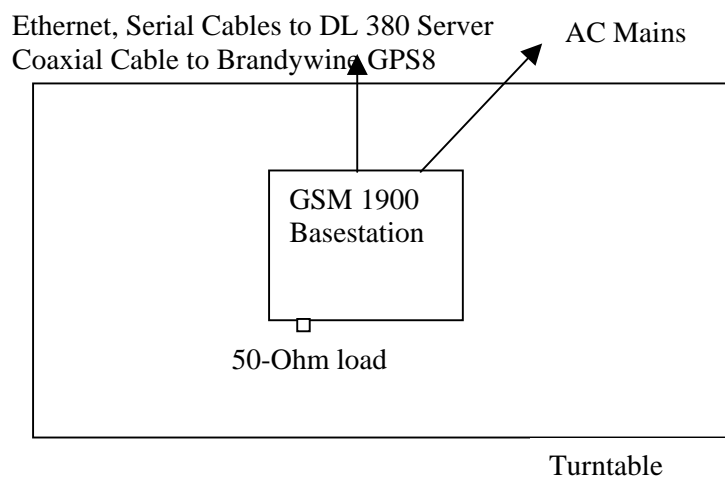 Ethernet, Serial Cables to DL 380 Server
Coaxial Cable to Brandywine GPS8
AC Mains
GSM 1900
Basestation
50-Ohm load
Turntable